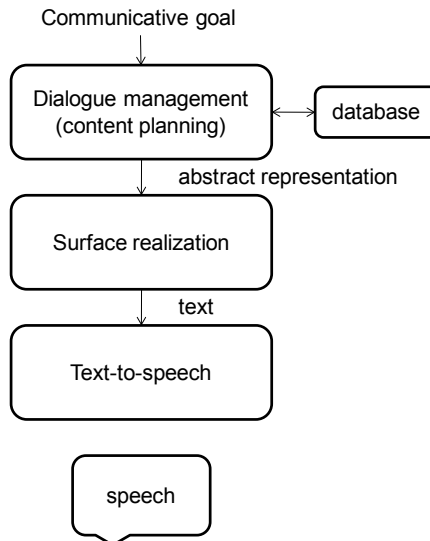 Communicative goal
Dialogue management
(content planning)
database
abstract representation
Surface realization
text
Text-to-speech
speech